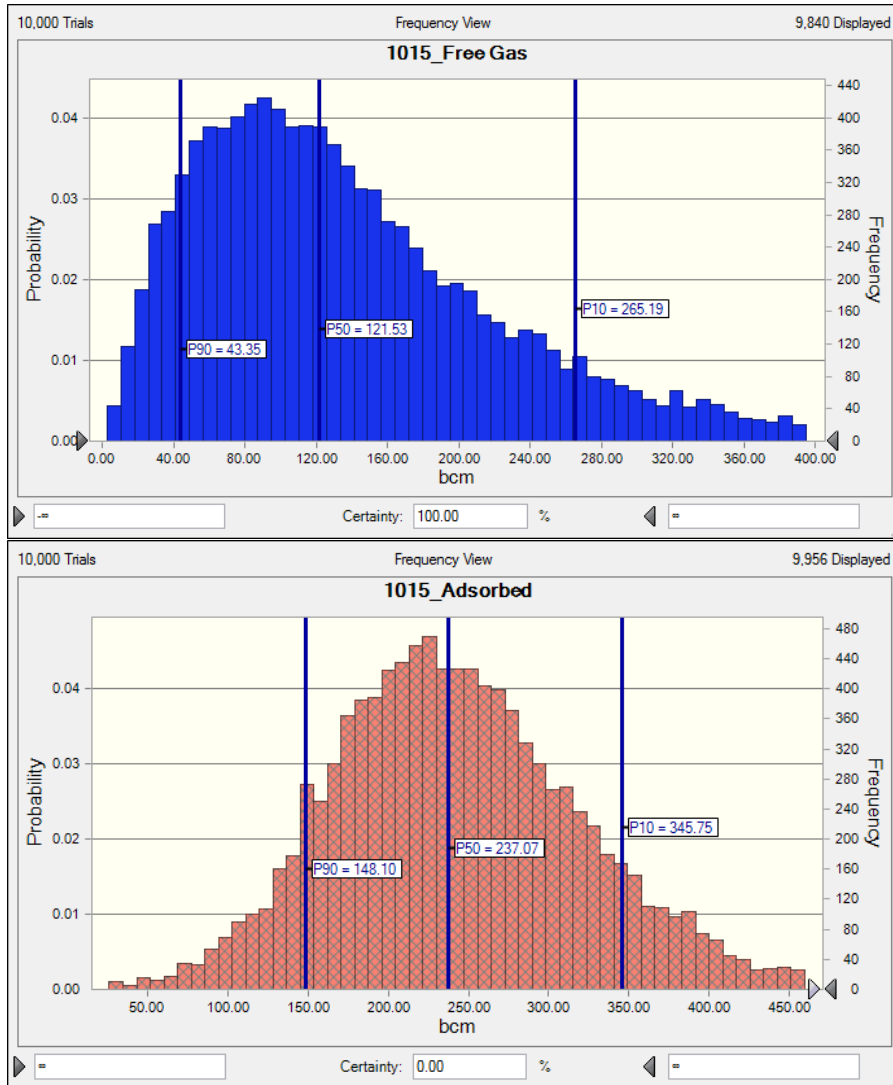 10,000 Trials Frequency View 9,840 Displayed
1015_Free Gas
Probability
0.04
0.03
0.02
0.01
0.00
P90 = 43.35
P50 = 121.53
P10 = 265.19
440
400
360
320
280
240
200
160
120
80
40
0
Frequency
0.00 40.00 80.00 120.00 160.00 200.00 240.00 280.00 320.00 360.00 400.00
bcm
-∞ Certainty: 100.00 % ∞
10,000 Trials Frequency View 9,956 Displayed
1015_Adsorbed
Probability
0.04
0.03
0.02
0.01
0.00
P90 = 148.10
P50 = 237.07
P10 = 345.75
480
440
400
360
320
280
240
200
160
120
80
40
0
Frequency
50.00 100.00 150.00 200.00 250.00 300.00 350.00 400.00 450.00
bcm
∞ Certainty: 0.00 % ∞